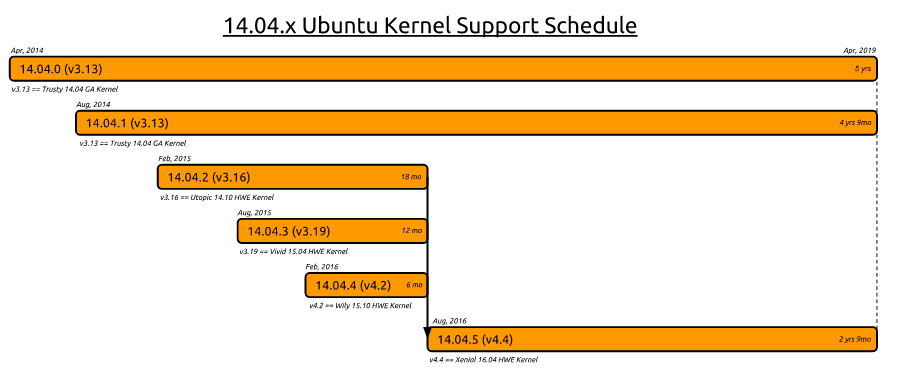 14.04.x Ubuntu Kernel Support Schedule
Apr, 2014 Apr, 2019
14.04.0 (v3.13) 5 yrs
v3.13 == Trusty 14.04 GA Kernel
Aug, 2014
14.04.1 (v3.13) 4 yrs 9mo
v3.13 == Trusty 14.04 GA Kernel
Feb, 2015
14.04.2 (v3.16) 18 mo
v3.16 == Utopic 14.10 HWE Kernel
Aug, 2015
14.04.3 (v3.19) 12 mo
v3.19 == Vivid 15.04 HWE Kernel
Feb, 2016
14.04.4 (v4.2) 6 mo
v4.2 == Wily 15.10 HWE Kernel
Aug, 2016
14.04.5 (v4.4) 2 yrs 9mo
v4.4 == Xenial 16.04 HWE Kernel